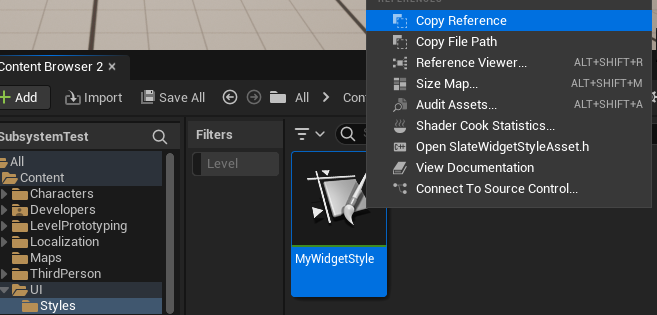 Copy Reference
Copy File Path
Reference Viewer... ALT+SHIFT+R
Size Map... ALT+SHIFT+M
Audit Assets... ALT+SHIFT+A
Shader Cook Statistics...
Open SlateWidgetStyleAsset.h
View Documentation
Connect To Source Control...
Content Browser 2
Add Import Save All All
SubsystemTest
All
Content
Characters
Developers
LevelPrototyping
Localization
Maps
ThirdPerson
UI
Styles
Filters
Level
MyWidgetStyle